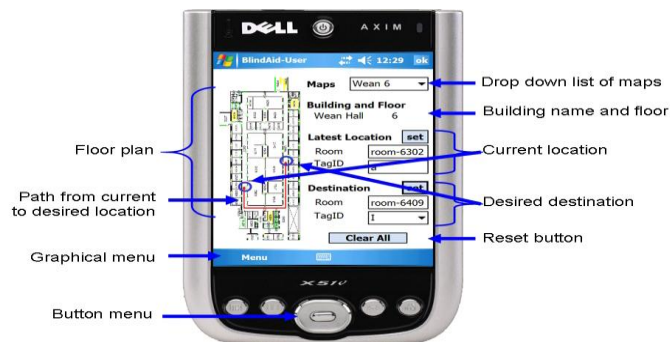 DELL
AXIM
BlindAid-User 12:29 ok
Maps Wean 6
Building and Floor
Wean Hall 6
Latest Location set
Room room-6302
TagID a
Destination set
Room room-6409
TagID I
Clear All
Menu
X51v
Floor plan
Path from current
to desired location
Graphical menu
Button menu
Drop down list of maps
Building name and floor
Current location
Desired destination
Reset button